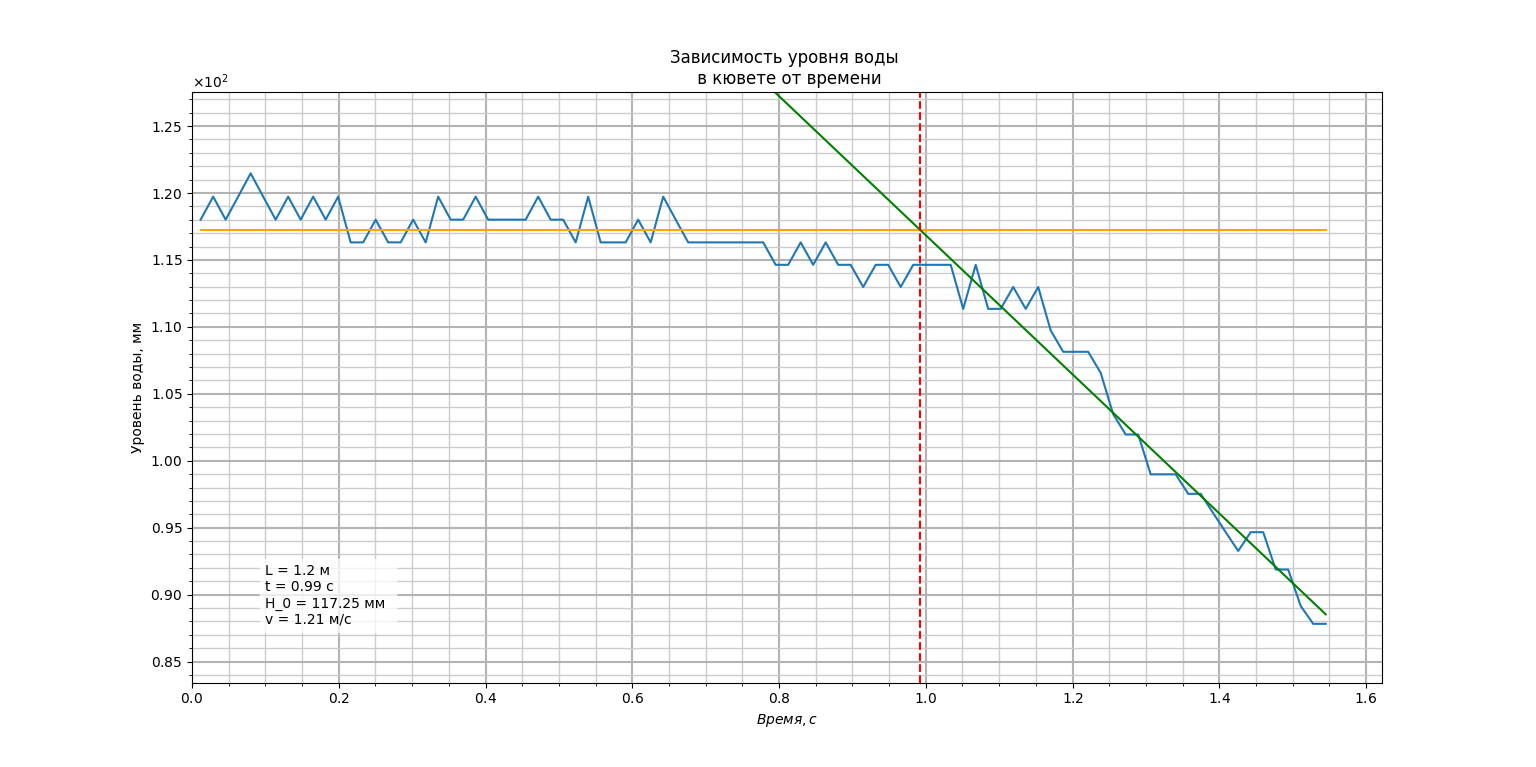 Зависимость уровня воды
в кювете от времени
×10²
1.25
1.20
1.15
1.10
1.05
1.00
0.95
0.90
0.85
Уровень воды, мм
L = 1.2 м
t = 0.99 с
H_0 = 117.25 мм
v = 1.21 м/с
0.0 0.2 0.4 0.6 0.8 1.0 1.2 1.4 1.6
Время, с